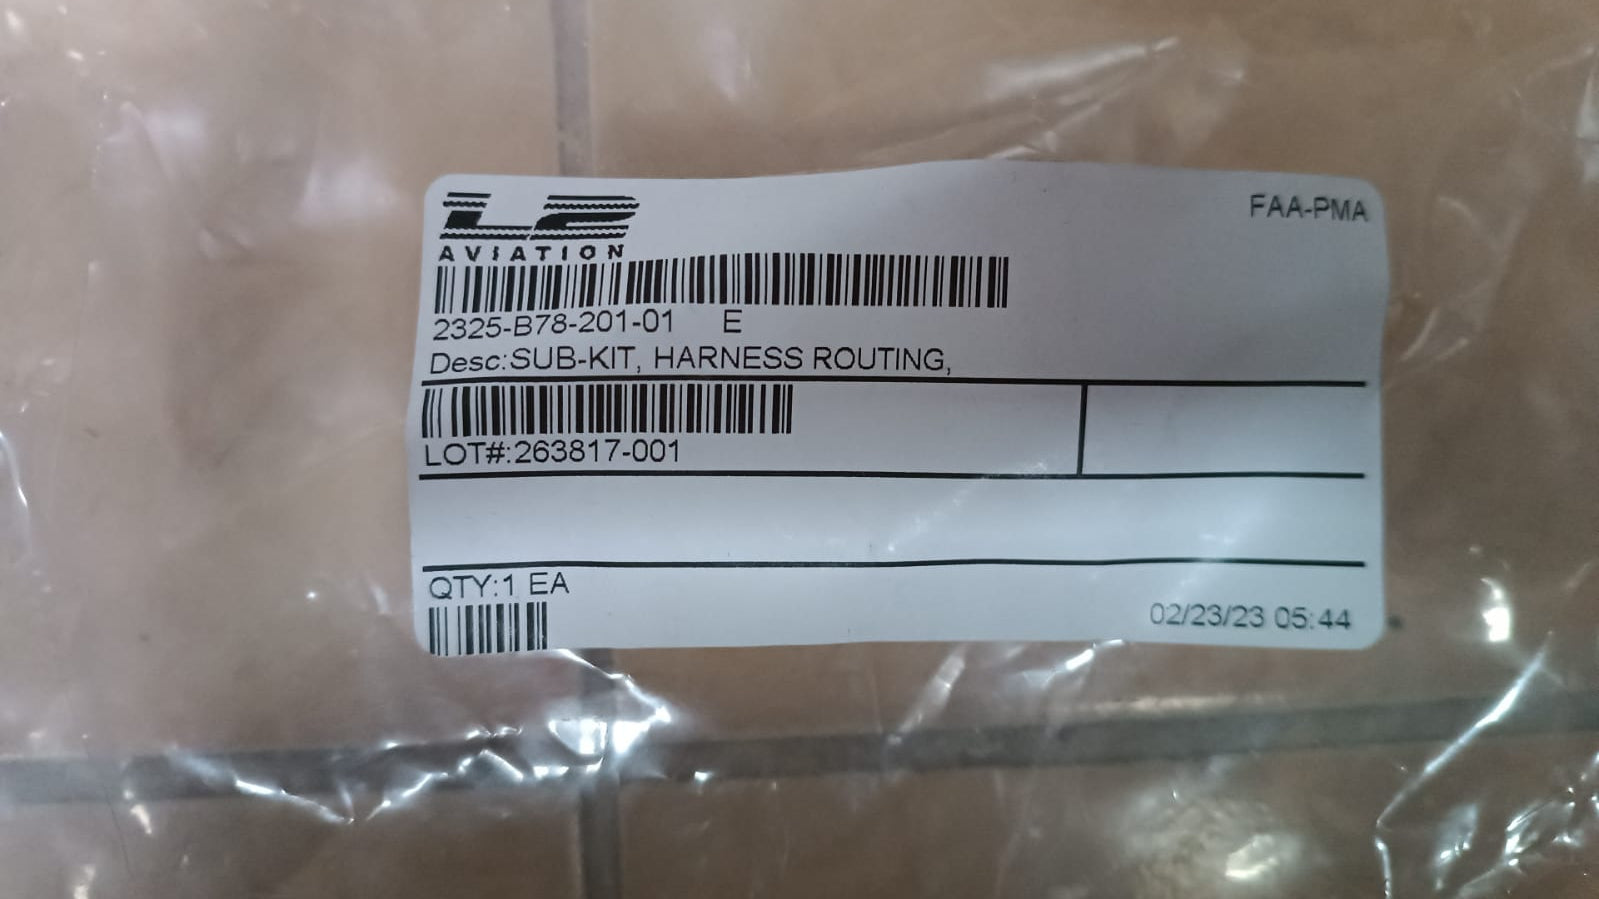 L2
AVIATION
FAA-PMA
2325-B78-201-01 E
Desc:SUB-KIT, HARNESS ROUTING,
LOT#:263817-001
QTY:1 EA
02/23/23 05:44